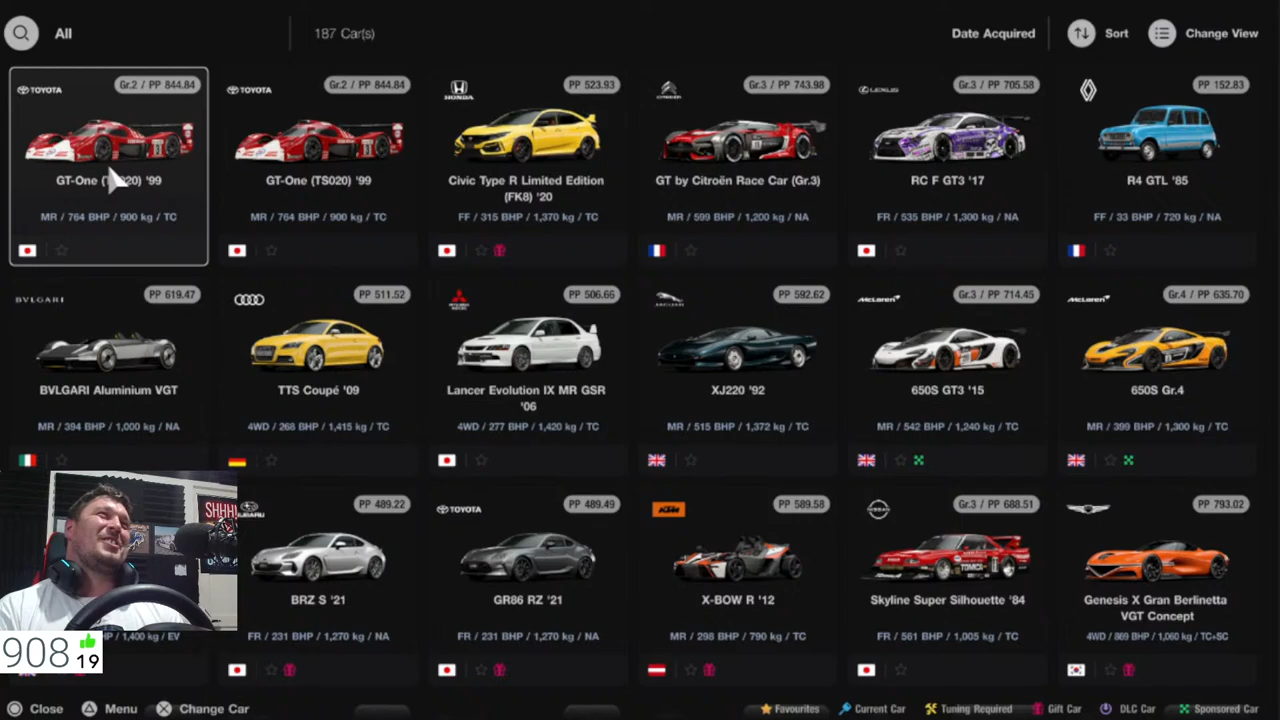 All
187 Car(s)
Date Acquired
Sort
Change View
TOYOTA
Gr.2 / PP 844.84
GT-One (TS020) '99
MR / 764 BHP / 900 kg / TC
TOYOTA
Gr.2 / PP 844.84
GT-One (TS020) '99
MR / 764 BHP / 900 kg / TC
HONDA
PP 523.93
Civic Type R Limited Edition
(FK8) '20
FF / 315 BHP / 1,370 kg / TC
Gr.3 / PP 743.98
GT by Citroën Race Car (Gr.3)
MR / 599 BHP / 1,200 kg / NA
LEXUS
Gr.3 / PP 705.58
RC F GT3 '17
FR / 535 BHP / 1,300 kg / NA
PP 152.83
R4 GTL '85
FF / 33 BHP / 720 kg / NA
BVLGARI
PP 619.47
BVLGARI Aluminium VGT
MR / 394 BHP / 1,000 kg / NA
PP 511.52
TTS Coupé '09
4WD / 268 BHP / 1,415 kg / TC
PP 506.66
Lancer Evolution IX MR GSR
'06
4WD / 277 BHP / 1,420 kg / TC
JAGUAR
PP 592.62
XJ220 '92
MR / 515 BHP / 1,372 kg / TC
McLaren
Gr.3 / PP 714.45
650S GT3 '15
MR / 542 BHP / 1,240 kg / TC
McLaren
Gr.4 / PP 635.70
650S Gr.4
MR / 399 BHP / 1,300 kg / TC
SHHH!
1,400 kg / EV
SUBARU
PP 489.22
BRZ S '21
FR / 231 BHP / 1,270 kg / NA
TOYOTA
PP 489.49
GR86 RZ '21
FR / 231 BHP / 1,270 kg / NA
KTM
PP 589.58
X-BOW R '12
MR / 298 BHP / 790 kg / TC
NISSAN
Gr.3 / PP 688.51
Skyline Super Silhouette '84
FR / 561 BHP / 1,005 kg / TC
PP 793.02
Genesis X Gran Berlinetta
VGT Concept
4WD / 869 BHP / 1,060 kg / TC+SC
908
19
Close
Menu
Change Car
Favourites
Current Car
Tuning Required
Gift Car
DLC Car
Sponsored Car